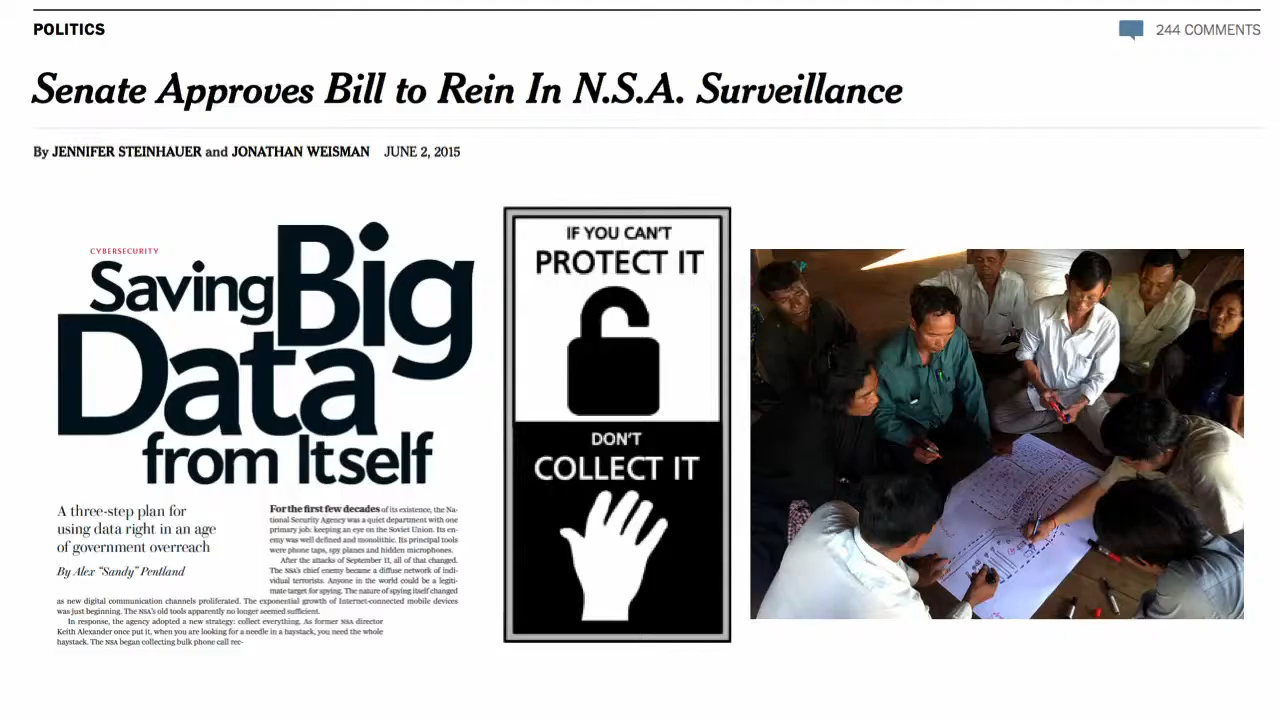 POLITICS
244 COMMENTS
Senate Approves Bill to Rein In N.S.A. Surveillance
By JENNIFER STEINHAUER and JONATHAN WEISMAN JUNE 2, 2015
CYBERSECURITY
Saving Big
Data
from Itself
A three-step plan for
using data right in an age
of government overreach
By Alex “Sandy” Pentland
For the first few decades of its existence, the Na-
tional Security Agency was a quiet department with one
primary job: keeping an eye on the Soviet Union. Its en-
emy was well defined and monolithic. Its principal tools
were phone taps, spy planes and hidden microphones.
After the attacks of September 11, all of that changed.
The NSA's chief enemy became a diffuse network of indi-
vidual terrorists. Anyone in the world could be a legiti-
mate target for spying. The nature of spying itself changed
as new digital communication channels proliferated. The exponential growth of Internet-connected mobile devices
was just beginning. The NSA's old tools apparently no longer seemed sufficient.
In response, the agency adopted a new strategy: collect everything. As former NSA director
Keith Alexander once put it, when you are looking for a needle in a haystack, you need the whole
haystack. The NSA began collecting bulk phone call rec-
IF YOU CAN'T
PROTECT IT
DON'T
COLLECT IT